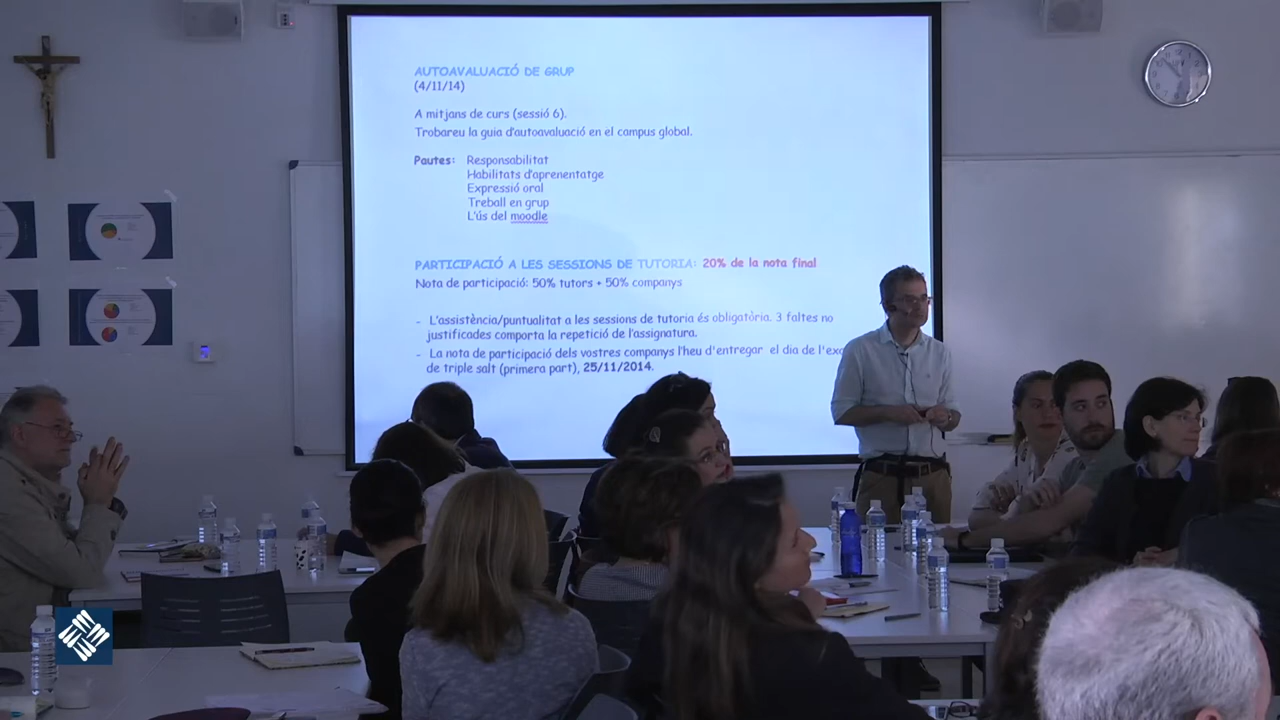 AUTOAVALUACIÓ DE GRUP
(4/11/14)
A mitjans de curs (sessió 6).
Trobareu la guia d'autoavaluació en el campus global.
Pautes: Responsabilitat
Habilitats d'aprenentatge
Expressió oral
Treball en grup
L'ús del moodle
PARTICIPACIÓ A LES SESSIONS DE TUTORIA: 20% de la nota final
Nota de participació: 50% tutors + 50% companys
- L'assistència/puntualitat a les sessions de tutoria és obligatòria. 3 faltes no
justificades comporta la repetició de l'assignatura.
- La nota de participació dels vostres companys l'heu d'entregar el dia de
de triple salt (primera part), 25/11/2014.